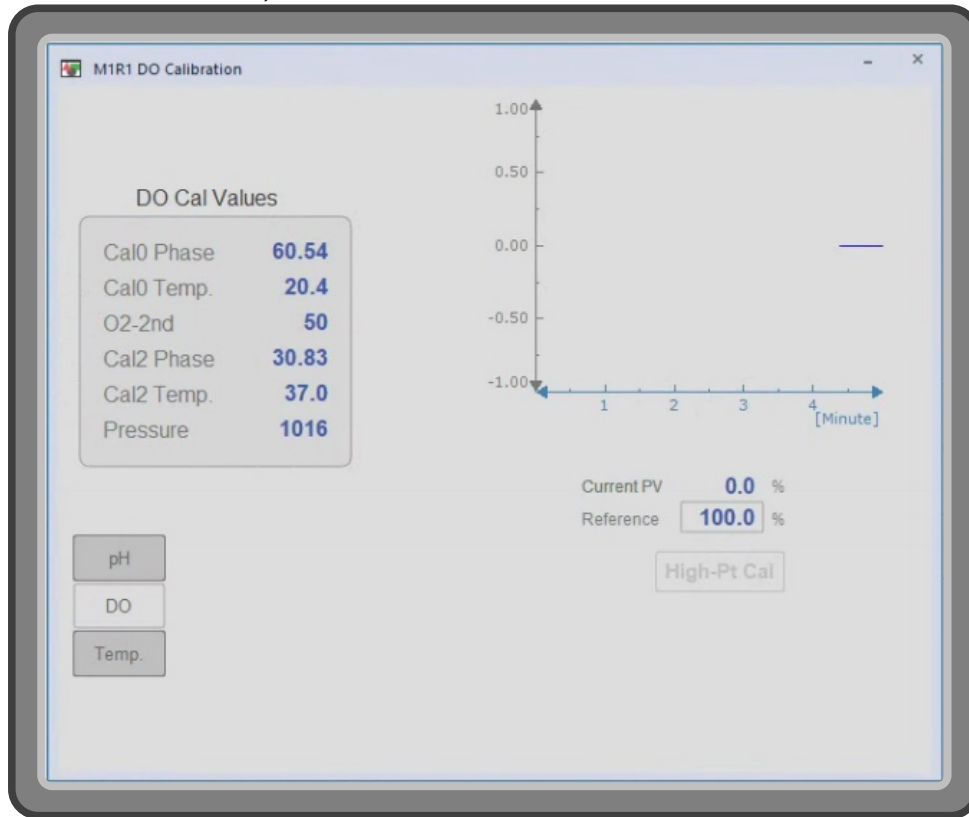 M1R1 DO Calibration
DO Cal Values
Cal0 Phase 60.54
Cal0 Temp. 20.4
O2-2nd 50
Cal2 Phase 30.83
Cal2 Temp. 37.0
Pressure 1016
pH
DO
Temp.
1.00
0.50
0.00
-0.50
-1.00
1 2 3 4
[Minute]
Current PV 0.0 %
Reference 100.0 %
High-Pt Cal